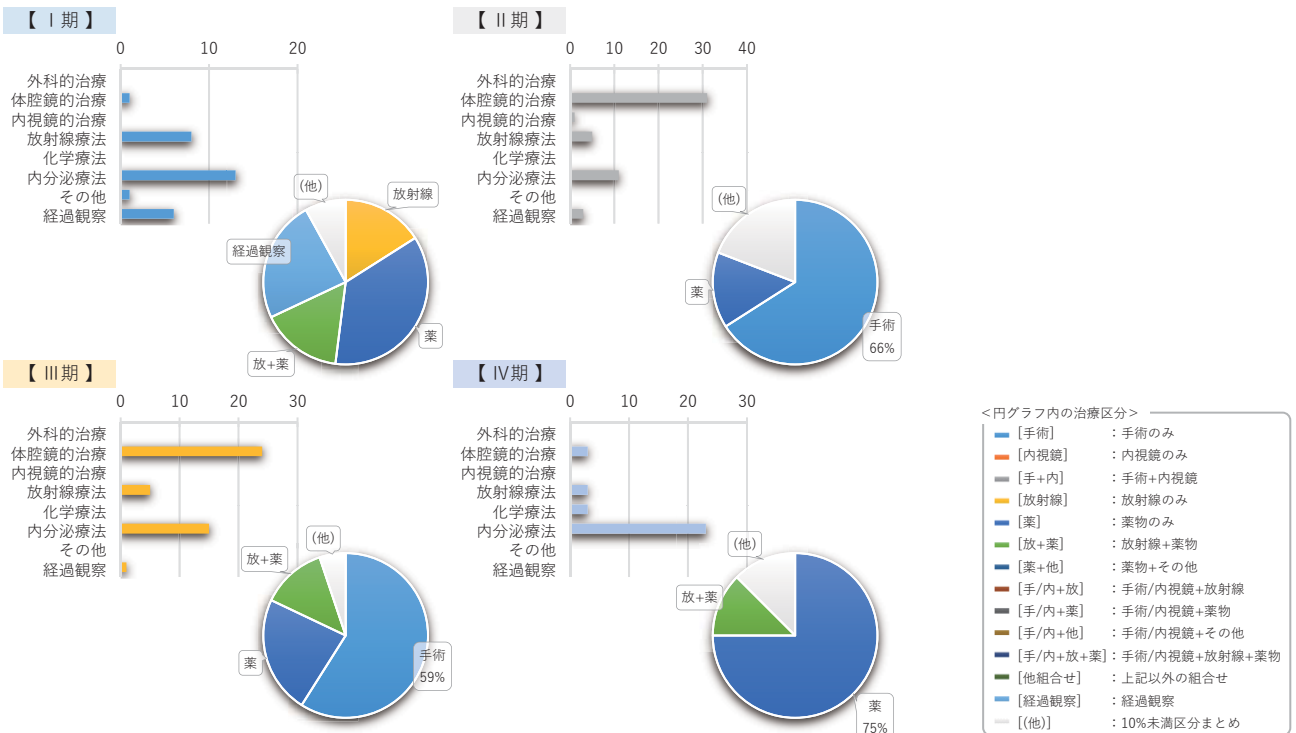 【 Ⅰ期 】
0 10 20
外科的治療
体腔鏡的治療
内視鏡的治療
放射線療法
化学療法
内分泌療法
その他
経過観察
(他)
放射線
経過観察
薬
放+薬
【 Ⅱ期 】
0 10 20 30 40
外科的治療
体腔鏡的治療
内視鏡的治療
放射線療法
化学療法
内分泌療法
その他
経過観察
(他)
薬
手術
66%
【 Ⅲ期 】
0 10 20 30
外科的治療
体腔鏡的治療
内視鏡的治療
放射線療法
化学療法
内分泌療法
その他
経過観察
(他)
放+薬
薬
手術
59%
【 Ⅳ期 】
0 10 20 30
外科的治療
体腔鏡的治療
内視鏡的治療
放射線療法
化学療法
内分泌療法
その他
経過観察
(他)
放+薬
薬
75%
<円グラフ内の治療区分>
[手術] :手術のみ
[内視鏡] :内視鏡のみ
[手+内] :手術+内視鏡
[放射線] :放射線のみ
[薬] :薬物のみ
[放+薬] :放射線+薬物
[薬+他] :薬物+その他
[手/内+放] :手術/内視鏡+放射線
[手/内+薬] :手術/内視鏡+薬物
[手/内+他] :手術/内視鏡+その他
[手/内+放+薬]:手術/内視鏡+放射線+薬物
[他組合せ] :上記以外の組合せ
[経過観察] :経過観察
[(他)] :10%未満区分まとめ